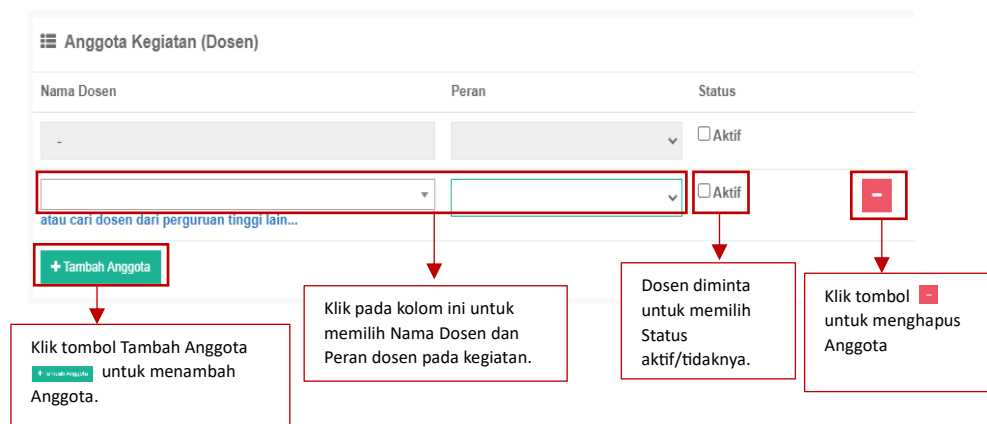 Anggota Kegiatan (Dosen)
Nama Dosen Peran Status
- Aktif
Aktif -
atau cari dosen dari perguruan tinggi lain...
+ Tambah Anggota
Klik tombol Tambah Anggota
+ Tambah Anggota untuk menambah
Anggota.
Klik pada kolom ini untuk
memilih Nama Dosen dan
Peran dosen pada kegiatan.
Dosen diminta
untuk memilih
Status
aktif/tidaknya.
Klik tombol -
untuk menghapus
Anggota